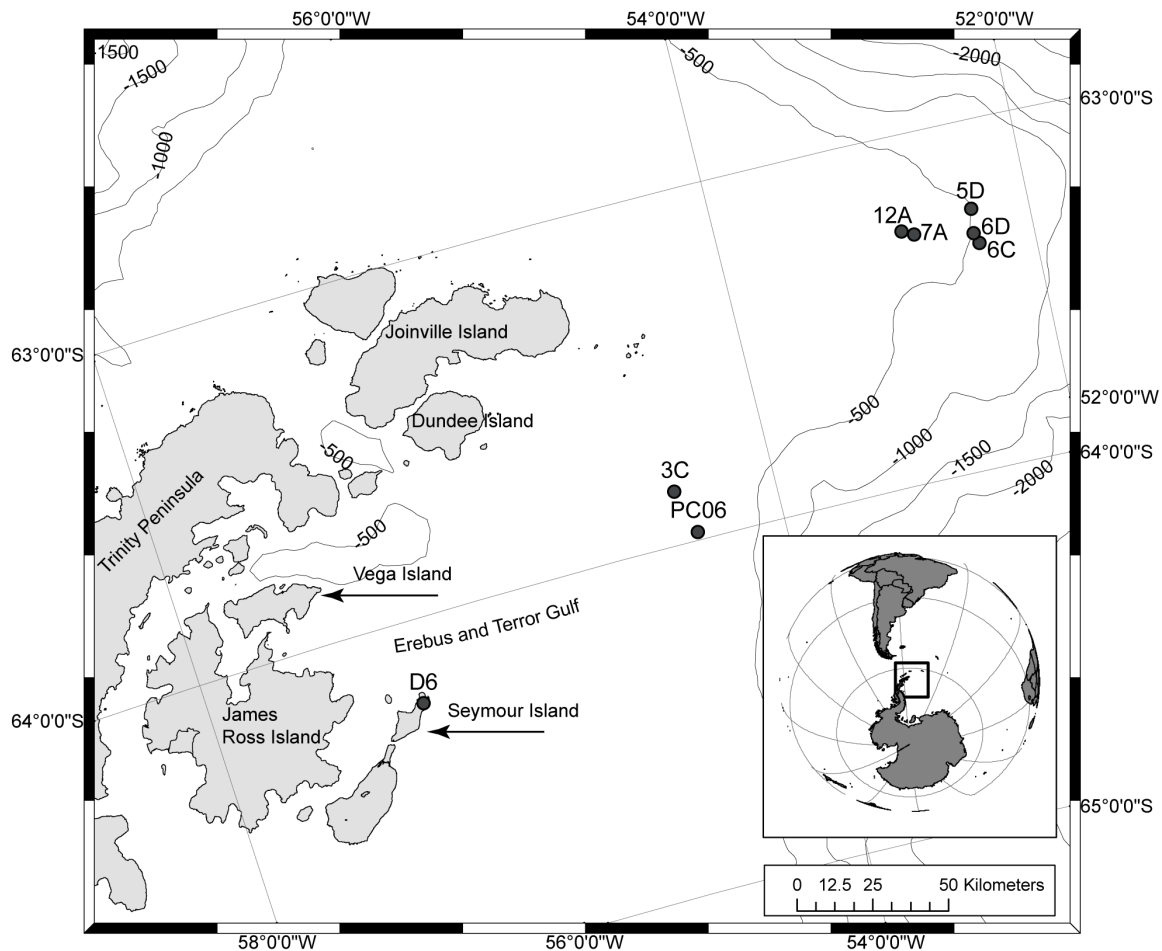 56°0'0"W
54°0'0"W
52°0'0"W
-1500
-1500
-500
-2000
63°0'0"S
-1000
5D
12A
7A
6D
6C
Joinville Island
63°0'0"S
52°0'0"W
-500
Dundee Island
-500
-1000
64°0'0"S
-1500
3C
-2000
Trinity Peninsula
PC06
-500
Vega Island
Erebus and Terror Gulf
D6
Seymour Island
James
Ross Island
64°0'0"S
65°0'0"S
0 12.5 25 50 Kilometers
58°0'0"W
56°0'0"W
54°0'0"W